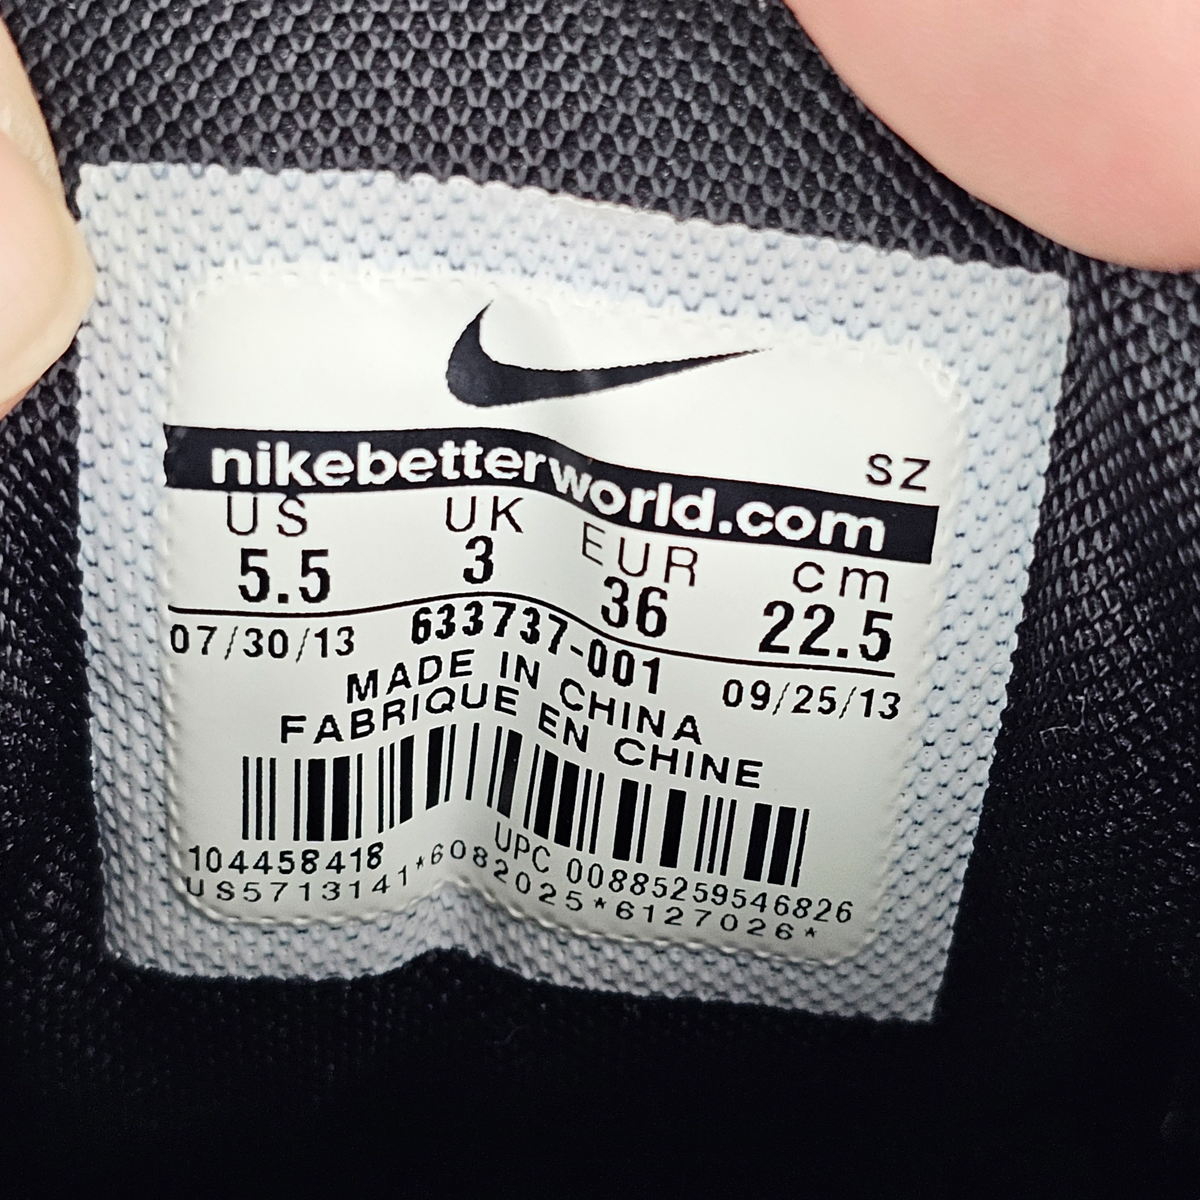 SZ
nikebetterworld.com
US UK EUR cm
5.5 3 36 22.5
07/30/13 633737-001 09/25/13
MADE IN CHINA
FABRIQUE EN CHINE
104458418 UPC 00885259546826
US5713141*6082025*6127026*